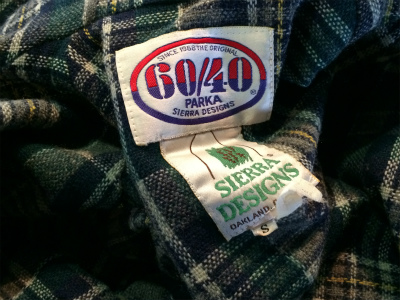 SINCE 1968 THE ORIGINAL
60/40
PARKA
SIERRA DESIGNS
®
SIERRA
DESIGNS
OAKLAND,
S